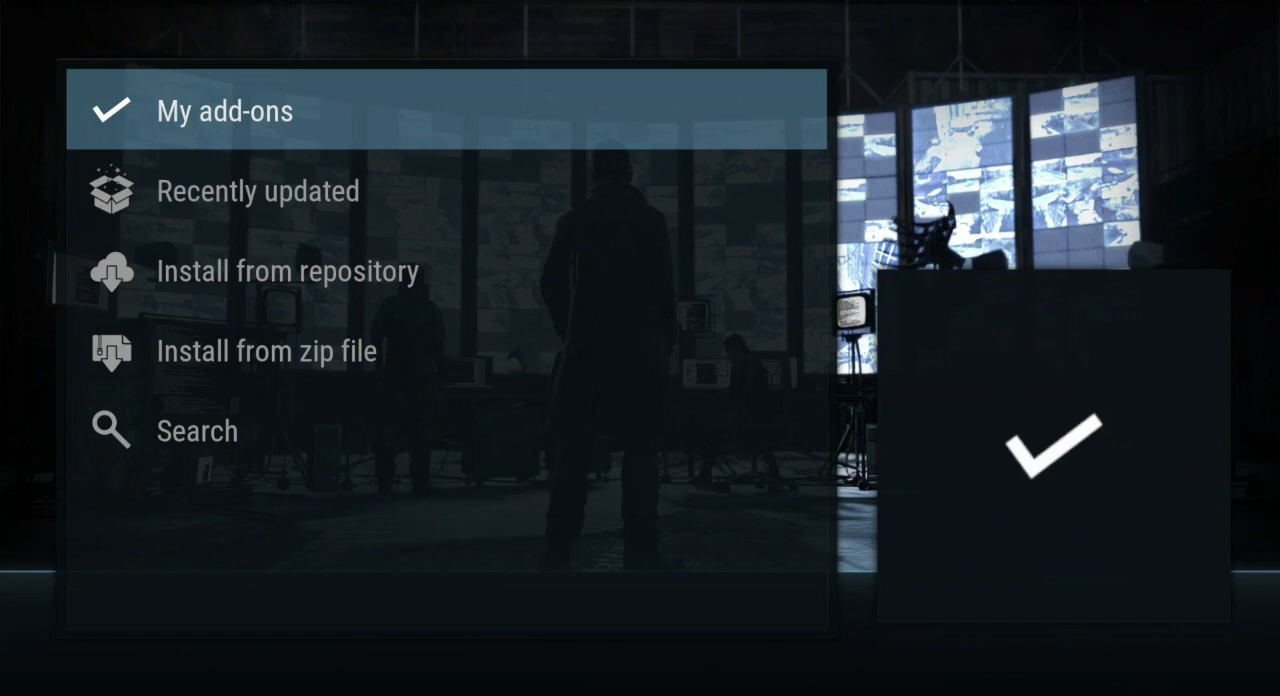 My add-ons
Recently updated
Install from repository
Install from zip file
Search